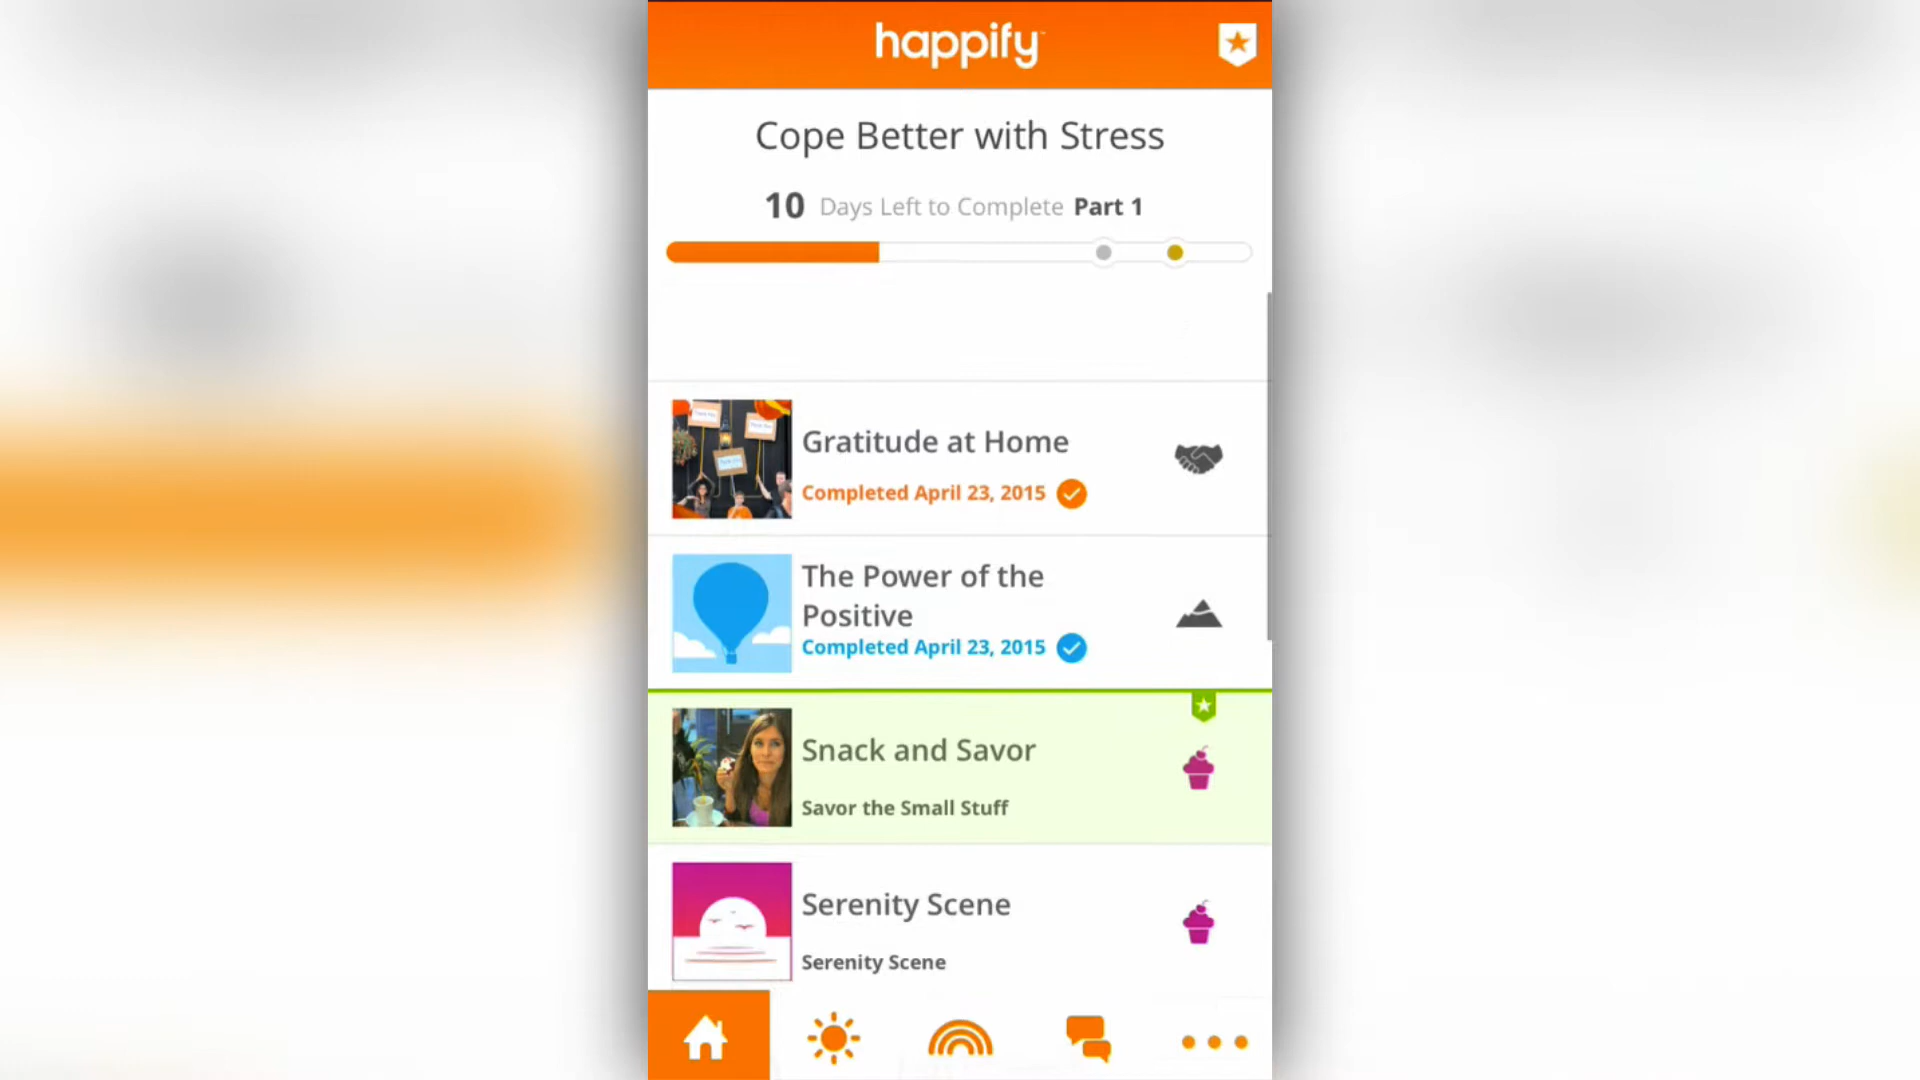 happify
Cope Better with Stress
10 Days Left to Complete Part 1
Gratitude at Home
Completed April 23, 2015
The Power of the
Positive
Completed April 23, 2015
Snack and Savor
Savor the Small Stuff
Serenity Scene
Serenity Scene